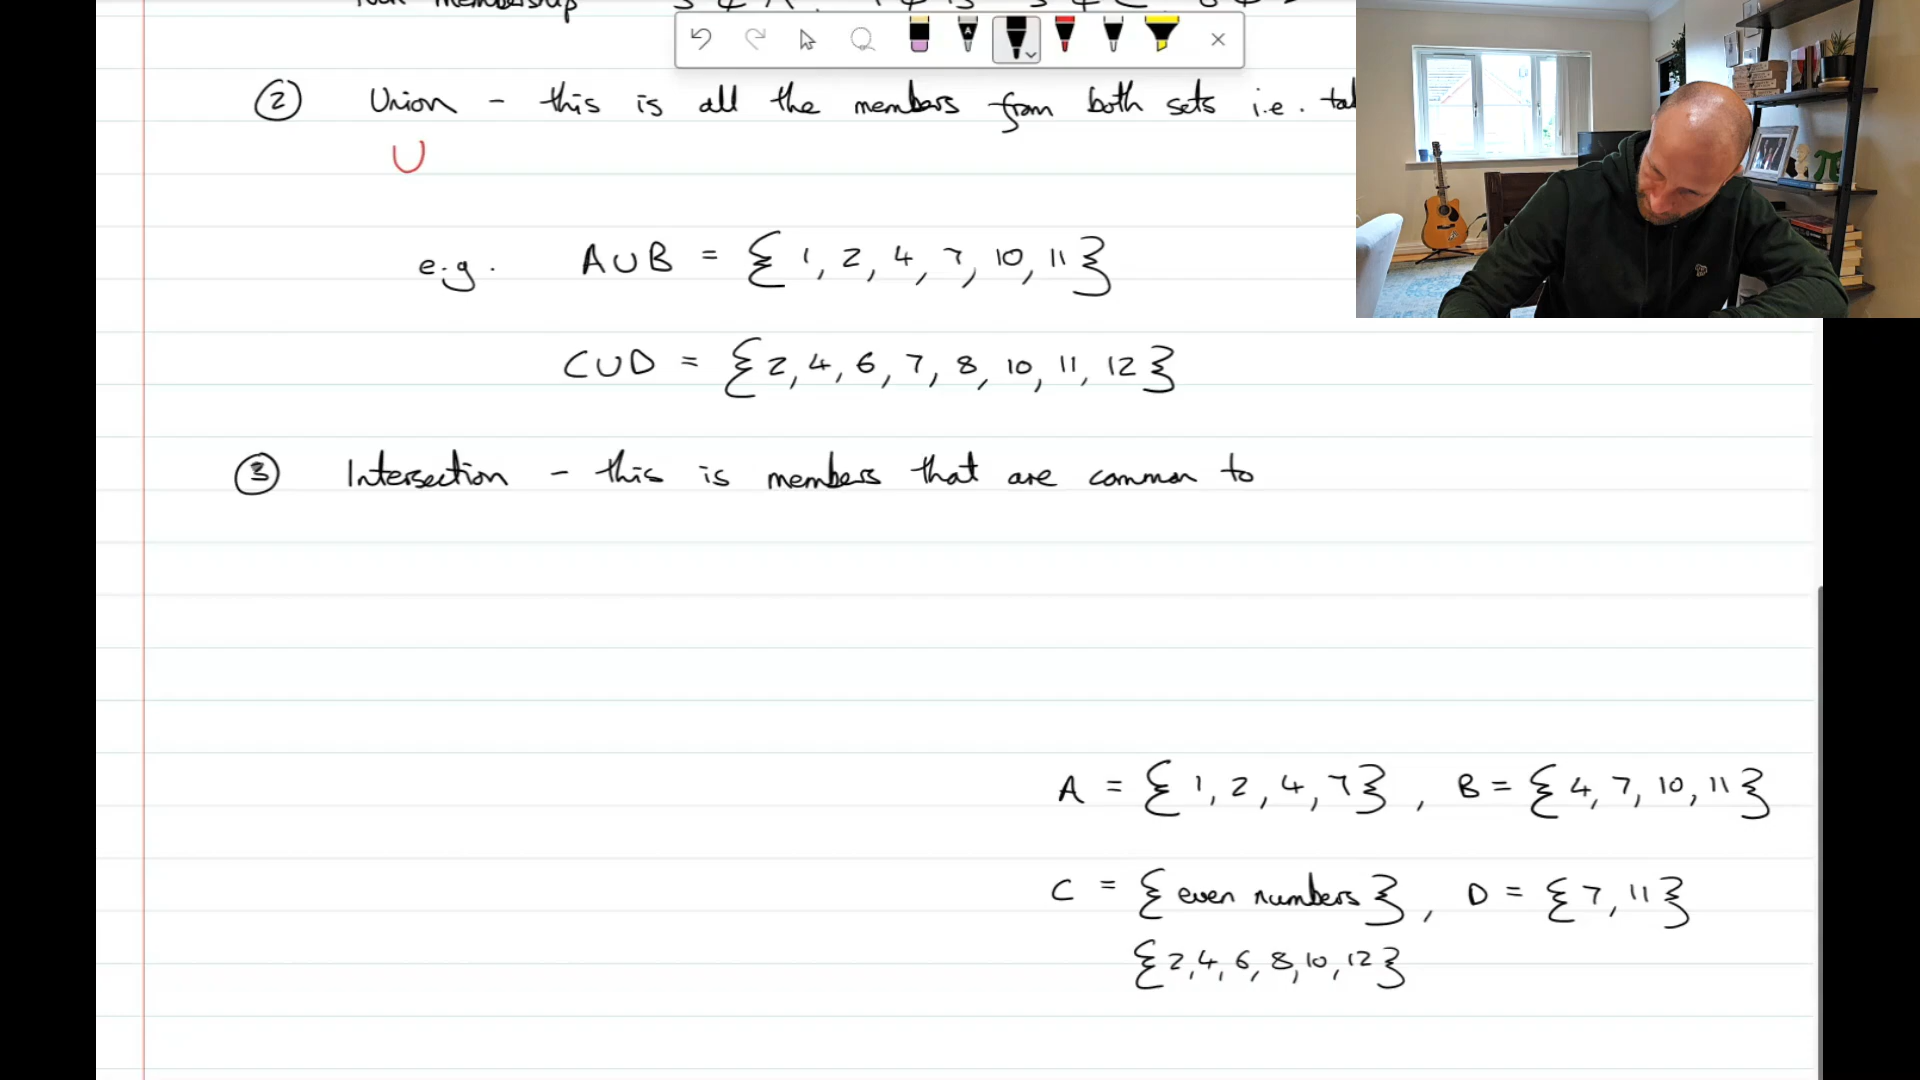 membership
② Union - this is all the members from both sets i.e.
U
e.g. A∪B = {1, 2, 4, 7, 10, 11}
C∪D = {2, 4, 6, 7, 8, 10, 11, 12}
③ Intersection - this is members that are common to
A = {1, 2, 4, 7}, B = {4, 7, 10, 11}
C = {even numbers}, D = {7, 11}
{2, 4, 6, 8, 10, 12}